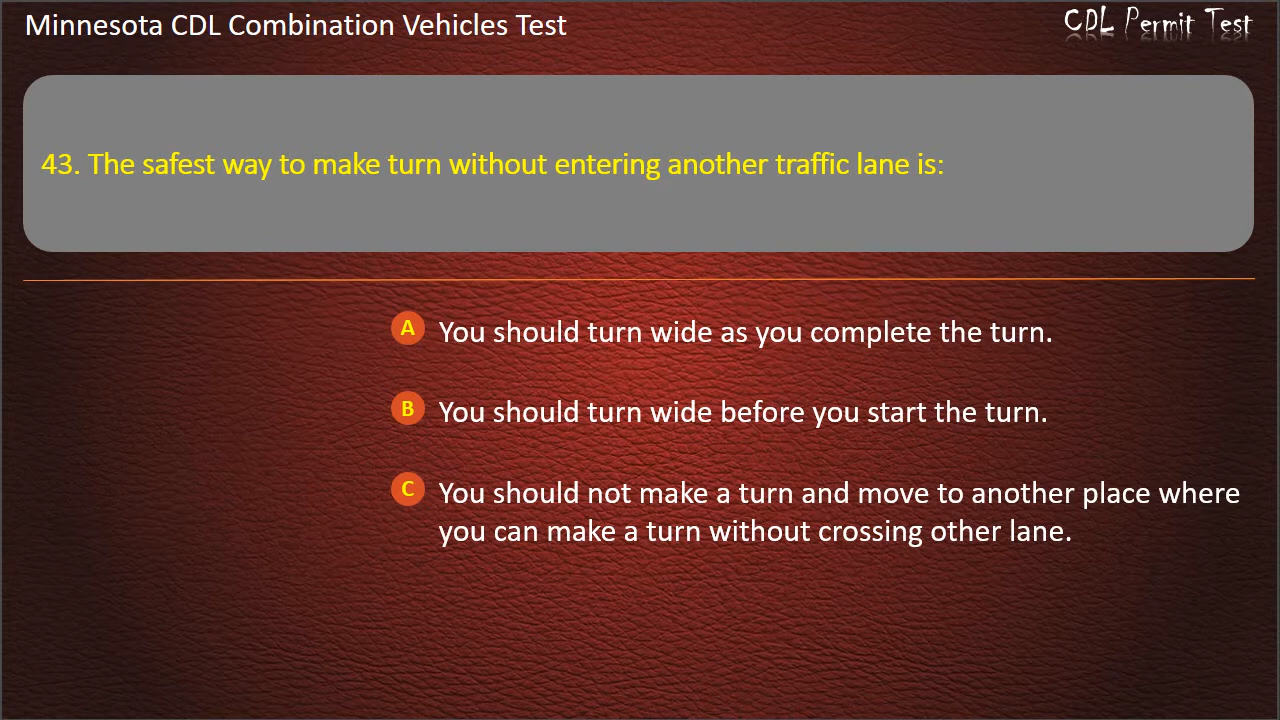 Minnesota CDL Combination Vehicles Test
CDL Permit Test
43. The safest way to make turn without entering another traffic lane is:
A You should turn wide as you complete the turn.
B You should turn wide before you start the turn.
C You should not make a turn and move to another place where
you can make a turn without crossing other lane.